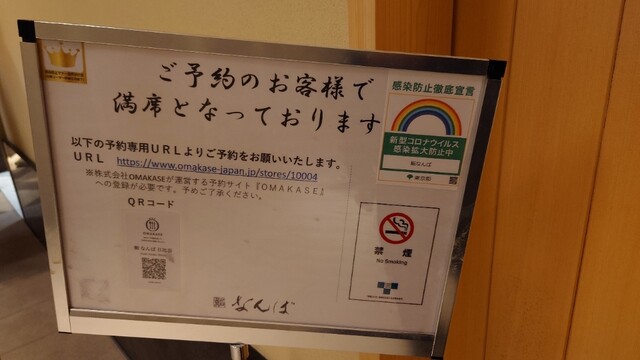 ご予約のお客様で
満席となっております
以下の予約専用URLよりご予約をお願いいたします。
URL https://www.omakase-japan.jp/stores/10004
※株式会社OMAKASEが運営する予約サイト『OMAKASE』
への登録が必要です。予めご了承ください。
QRコード
なんば
感染防止徹底宣言
新型コロナウイルス
感染拡大防止中
鮨なんば
東京都
禁煙
No Smoking